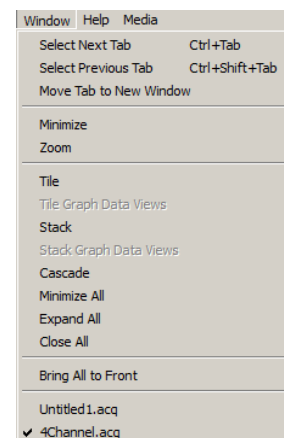 Window Help Media
Select Next Tab Ctrl+Tab
Select Previous Tab Ctrl+Shift+Tab
Move Tab to New Window
Minimize
Zoom
Tile
Tile Graph Data Views
Stack
Stack Graph Data Views
Cascade
Minimize All
Expand All
Close All
Bring All to Front
Untitled1.acq
4Channel.acq